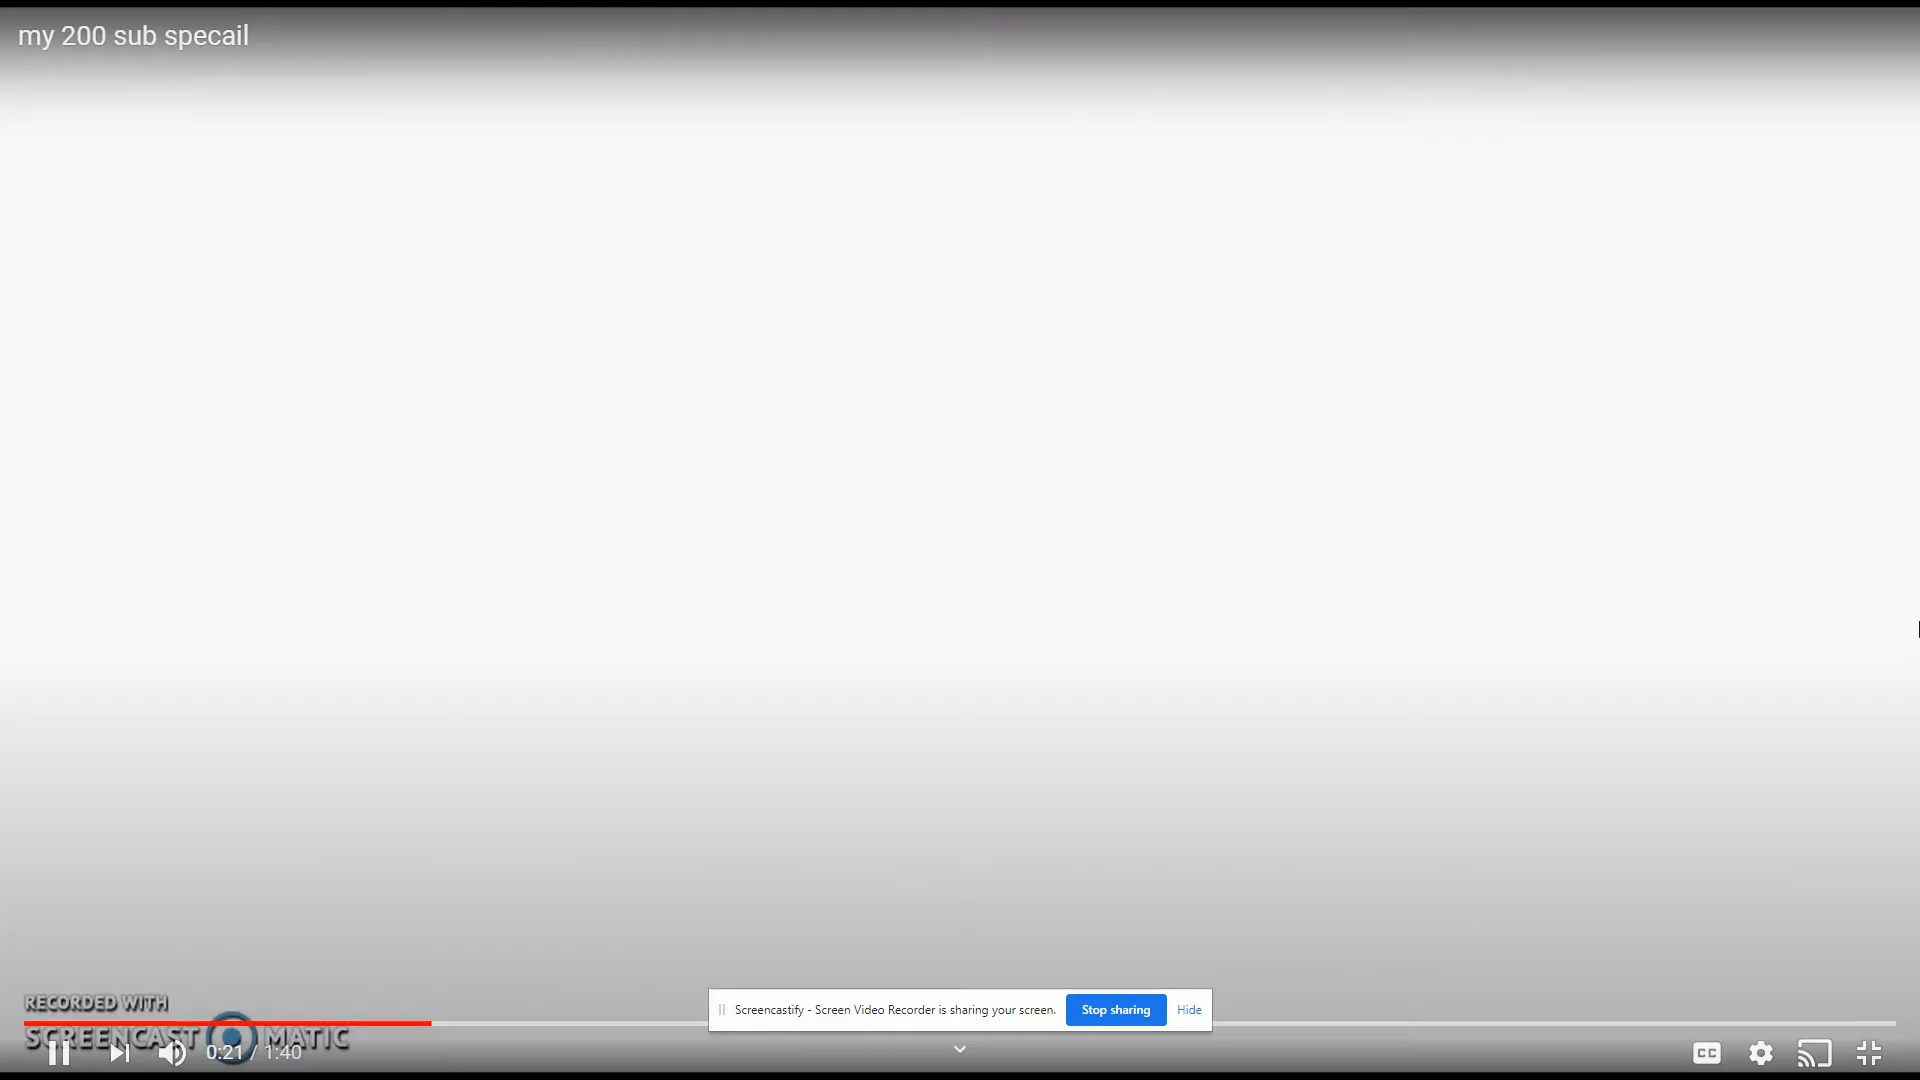 my 200 sub specail
RECORDED WITH
SCREENCAST MATIC
Screencastify - Screen Video Recorder is sharing your screen. Stop sharing Hide
0:21 / 1:40
CC